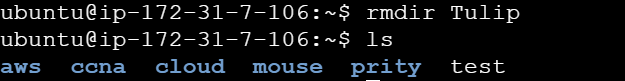 ubuntu@ip-172-31-7-106:~$ rmdir Tulip
ubuntu@ip-172-31-7-106:~$ ls
aws  ccna  cloud  mouse  prity  test